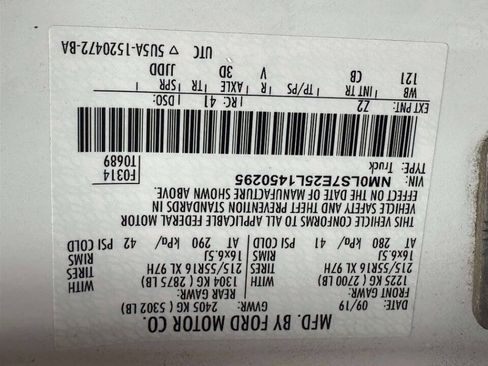 MFD. BY FORD MOTOR CO.
DATE: 09/19 GVWR: 2405 KG ( 5302 LB)
FRONT GAWR: REAR GAWR:
1225 KG ( 2700 LB) 1304 KG ( 2875 LB)
WITH WITH
215/55R16 XL 97H TIRES 215/55R16 XL 97H TIRES
16x6.5J RIMS 16x6.5J RIMS
AT 280 kPa/ 41 PSI COLD AT 290 kPa/ 42 PSI COLD
THIS VEHICLE CONFORMS TO ALL APPLICABLE FEDERAL MOTOR
VEHICLE SAFETY AND THEFT PREVENTION STANDARDS IN
EFFECT ON THE DATE OF MANUFACTURE SHOWN ABOVE.
NM0LS7E25L1450295 F0314
TYPE: Truck T0689
EXT PNT: Z2 RC: 41 DSO:
WB INT TR TP/PS R AXLE TR SPR
121 CB V 3D JJDD
UTC ▽ 5U5A-1520472-BA